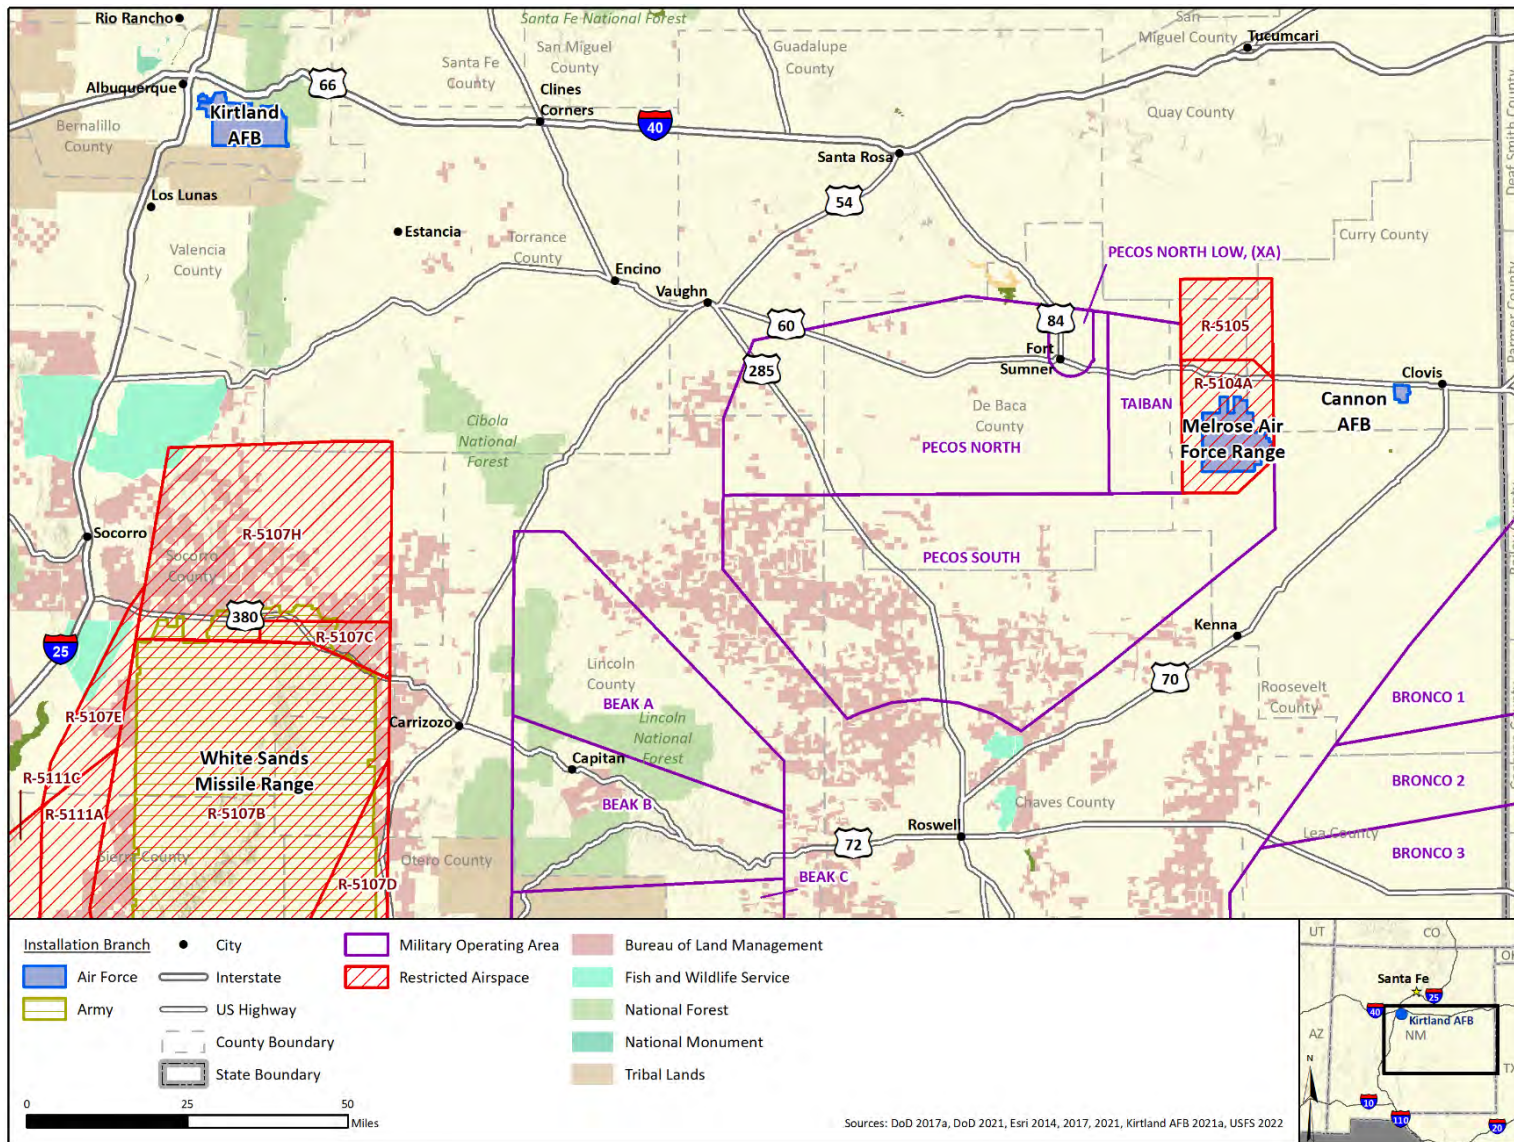 Rio Rancho
Santa Fe National Forest
San
Miguel County
Tucumcari
San Miguel
County
Guadalupe
County
Santa Fe
County
Albuquerque
66
Clines
Corners
Kirtland
AFB
Bernalillo
County
40
Quay County
Deaf Smith County
Santa Rosa
Los Lunas
54
Estancia
Torrance
County
Curry County
Valencia
County
PECOS NORTH LOW, (XA)
Encino
Vaughn
60
84
R-5105
Parmer County
Fort
Sumner
285
R-5104A
Clovis
Cannon
AFB
De Baca
County
TAIBAN
Cibola
National
Forest
Melrose Air
Force Range
PECOS NORTH
Socorro
R-5107H
Socorro
County
PECOS SOUTH
380
R-5107C
Kenna
25
Lincoln
County
70
Roosevelt
County
BEAK A
BRONCO 1
R-5107E
Carrizozo
Lincoln
National
Forest
White Sands
Missile Range
Capitan
R-5111C
BRONCO 2
R-5111A
R-5107B
BEAK B
Chaves County
Roswell
Lea County
72
BRONCO 3
Sierra County
Otero County
R-5107D
BEAK C
Installation Branch
Air Force
Army
City
Interstate
US Highway
County Boundary
State Boundary
Military Operating Area
Restricted Airspace
Bureau of Land Management
Fish and Wildlife Service
National Forest
National Monument
Tribal Lands
0
25
50
Miles
Sources: DoD 2017a, DoD 2021, Esri 2014, 2017, 2021, Kirtland AFB 2021a, USFS 2022
UT
CO
Santa Fe
25
40
Kirtland AFB
AZ
NM
N
10
110
20